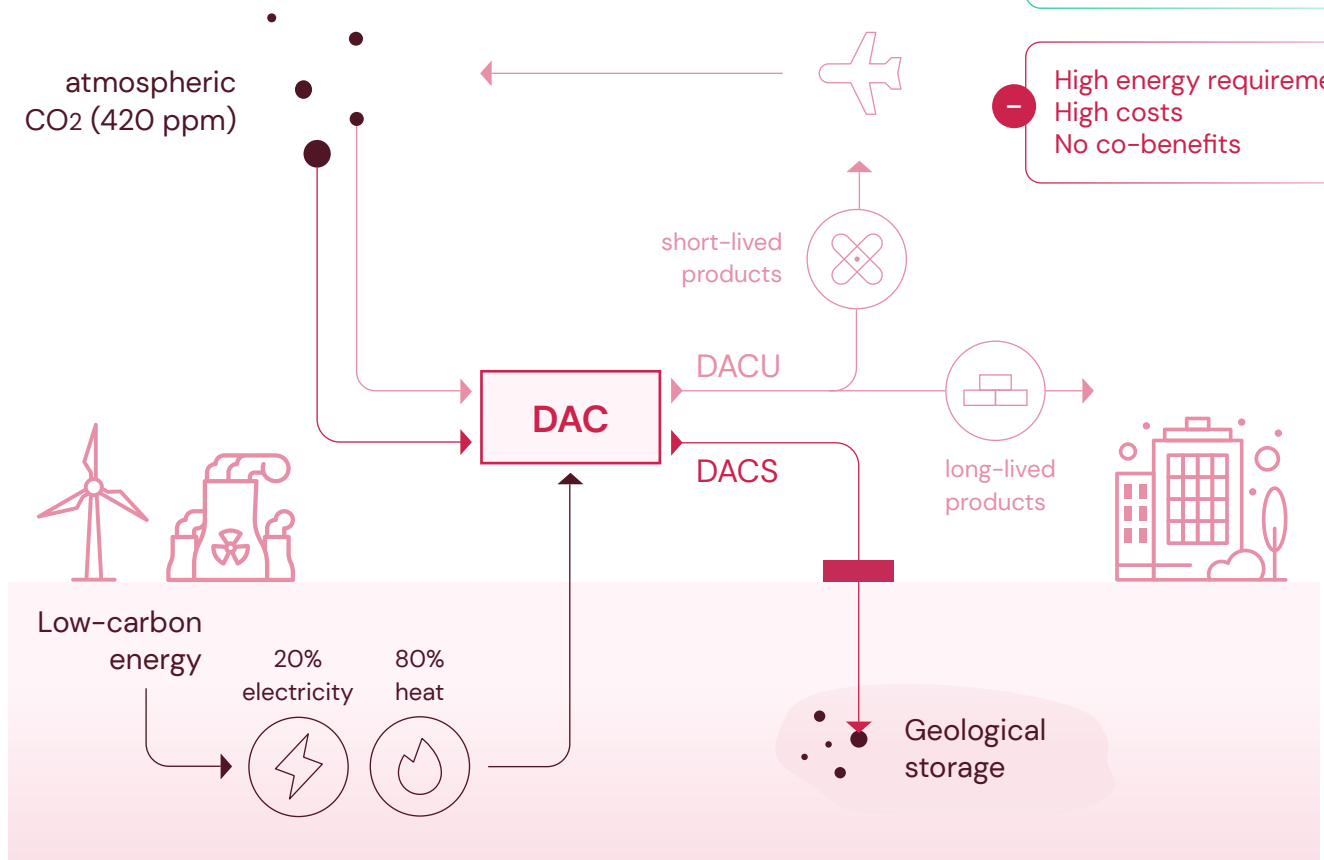 atmospheric
CO2 (420 ppm)
High energy
High costs
No co-benefits
short-lived
products
DACU
DAC
DACS
long-lived
products
Low-carbon
energy
20%
electricity
80%
heat
Geological
storage